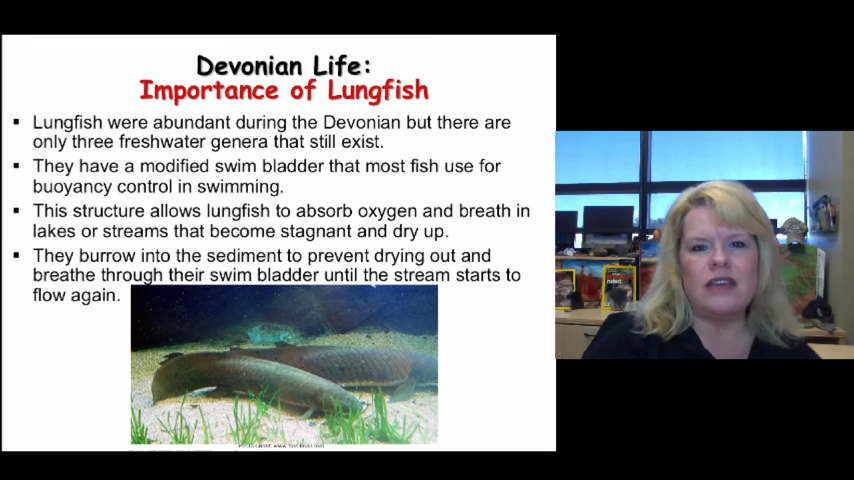 Devonian Life:
Importance of Lungfish
▪ Lungfish were abundant during the Devonian but there are
only three freshwater genera that still exist.
▪ They have a modified swim bladder that most fish use for
buoyancy control in swimming.
▪ This structure allows lungfish to absorb oxygen and breath in
lakes or streams that become stagnant and dry up.
▪ They burrow into the sediment to prevent drying out and
breathe through their swim bladder until the stream starts to
flow again.